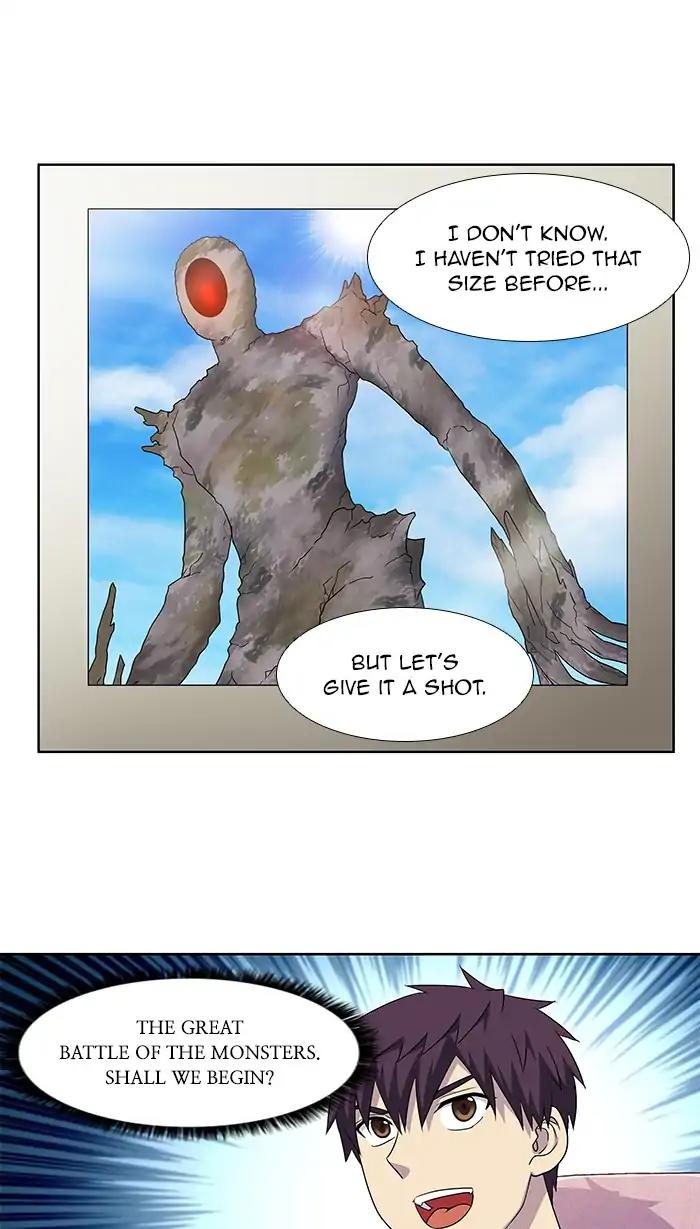 I DON'T KNOW.
I HAVEN'T TRIED THAT
SIZE BEFORE...
BUT LET'S
GIVE IT A SHOT.
THE GREAT
BATTLE OF THE MONSTERS.
SHALL WE BEGIN?